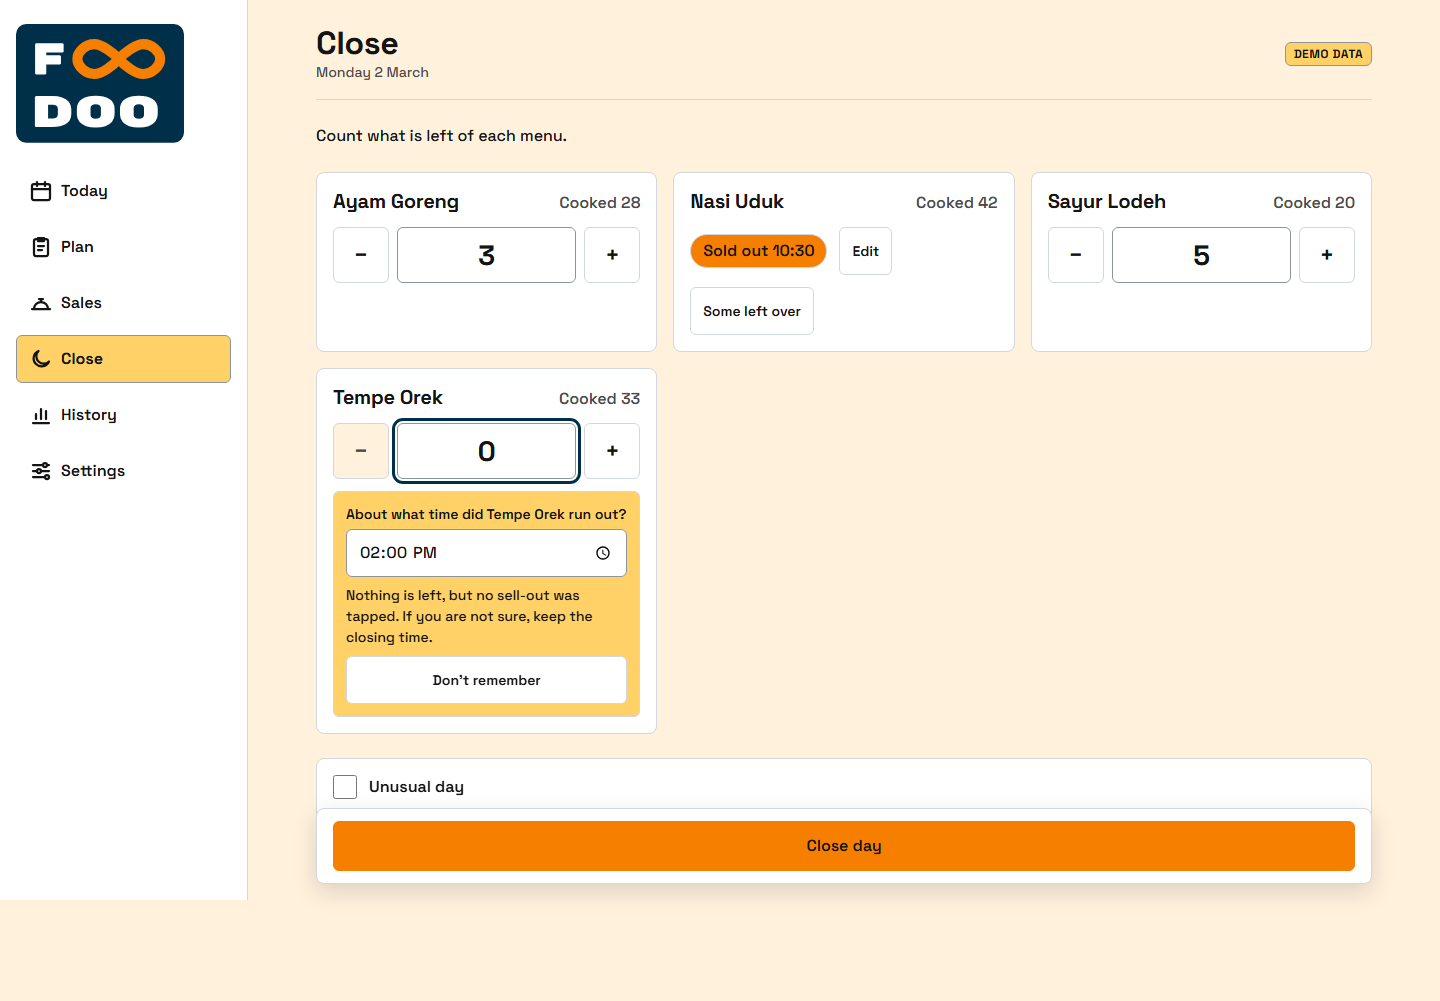 F
DOO
Today
Plan
Sales
Close
History
Settings
Close
Monday 2 March
DEMO DATA
Count what is left of each menu.
Ayam Goreng
Cooked 28
− 3 +
Nasi Uduk
Cooked 42
Sold out 10:30
Edit
Some left over
Sayur Lodeh
Cooked 20
− 5 +
Tempe Orek
Cooked 33
− 0 +
About what time did Tempe Orek run out?
02:00 PM
Nothing is left, but no sell-out was
tapped. If you are not sure, keep the
closing time.
Don’t remember
Unusual day
Close day